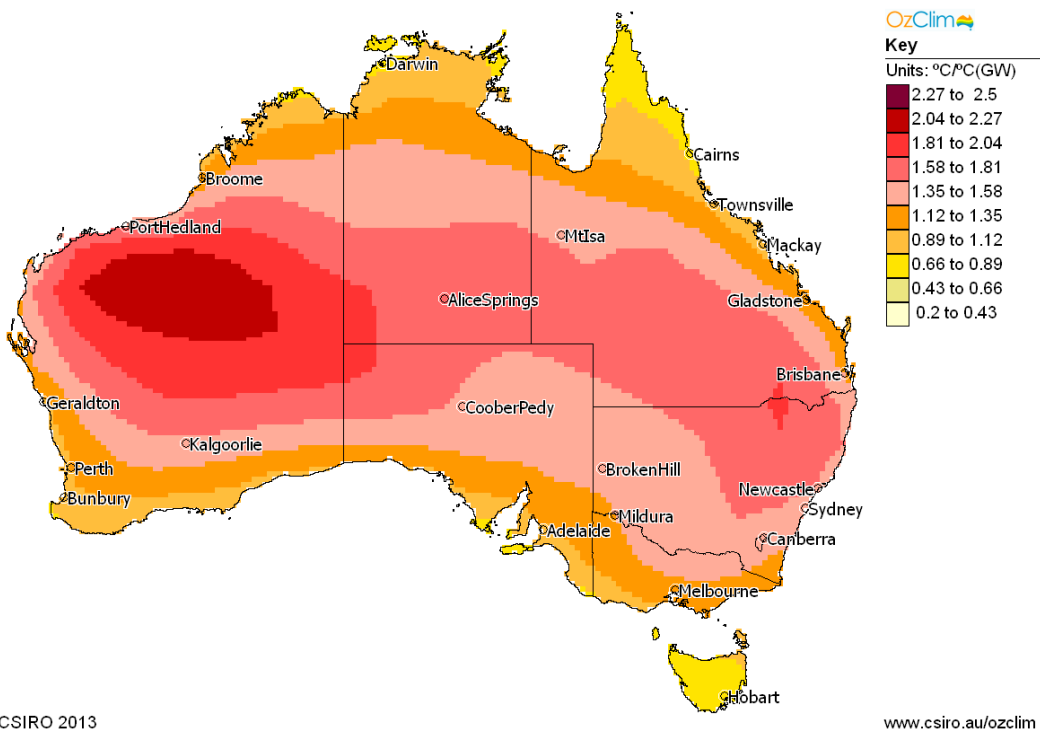 OzClim
Key
Units: ºC/ºC(GW)
2.27 to 2.5
2.04 to 2.27
1.81 to 2.04
1.58 to 1.81
1.35 to 1.58
1.12 to 1.35
0.89 to 1.12
0.66 to 0.89
0.43 to 0.66
0.2 to 0.43
Darwin
Cairns
Broome
Townsville
PortHedland
MtIsa
Mackay
AliceSprings
Gladstone
Brisbane
Geraldton
CooberPedy
Kalgoorlie
Perth
BrokenHill
Newcastle
Bunbury
Sydney
Mildura
Adelaide
Canberra
Melbourne
Hobart
CSIRO 2013
www.csiro.au/ozclim